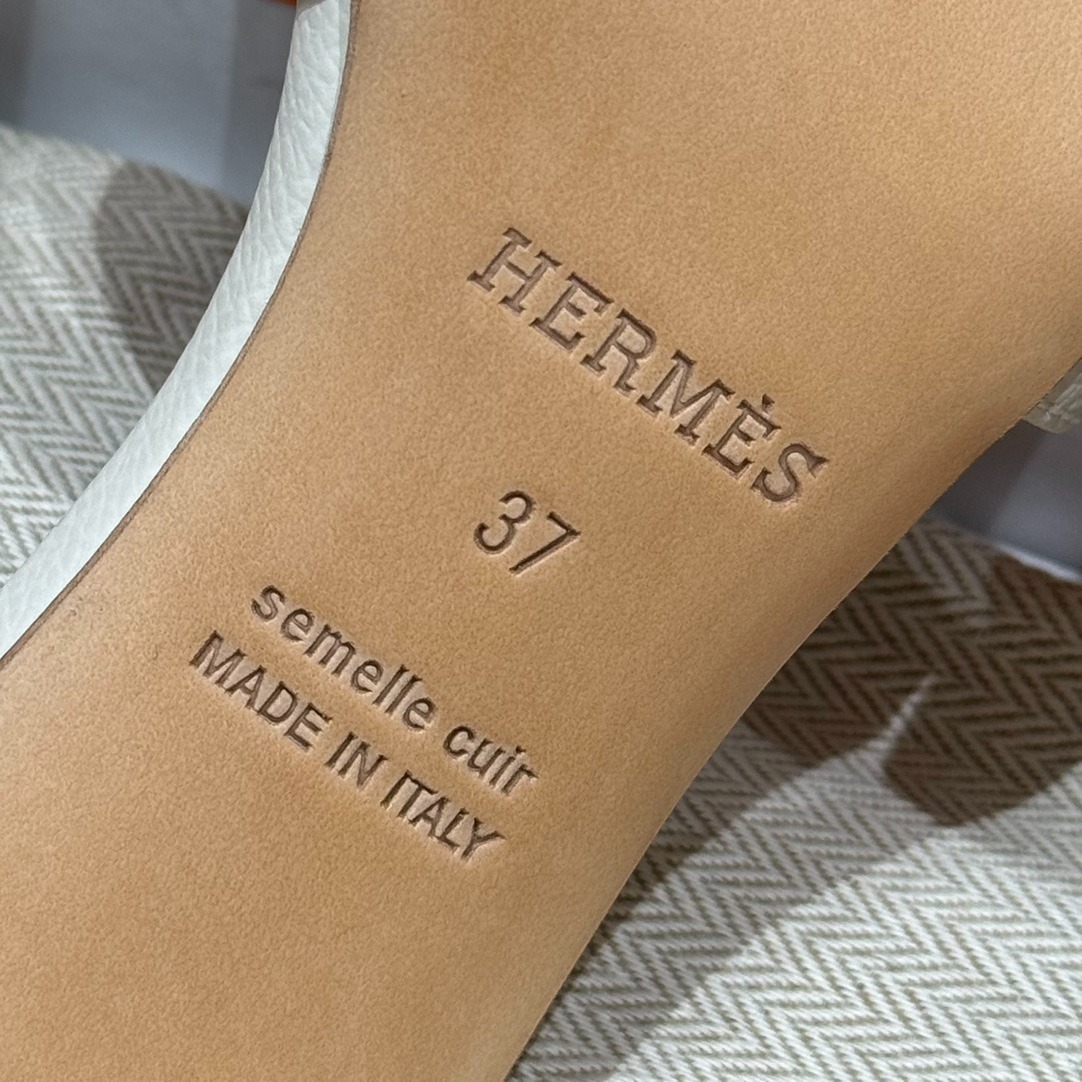 HERMÈS
37
semelle cuir
MADE IN ITALY